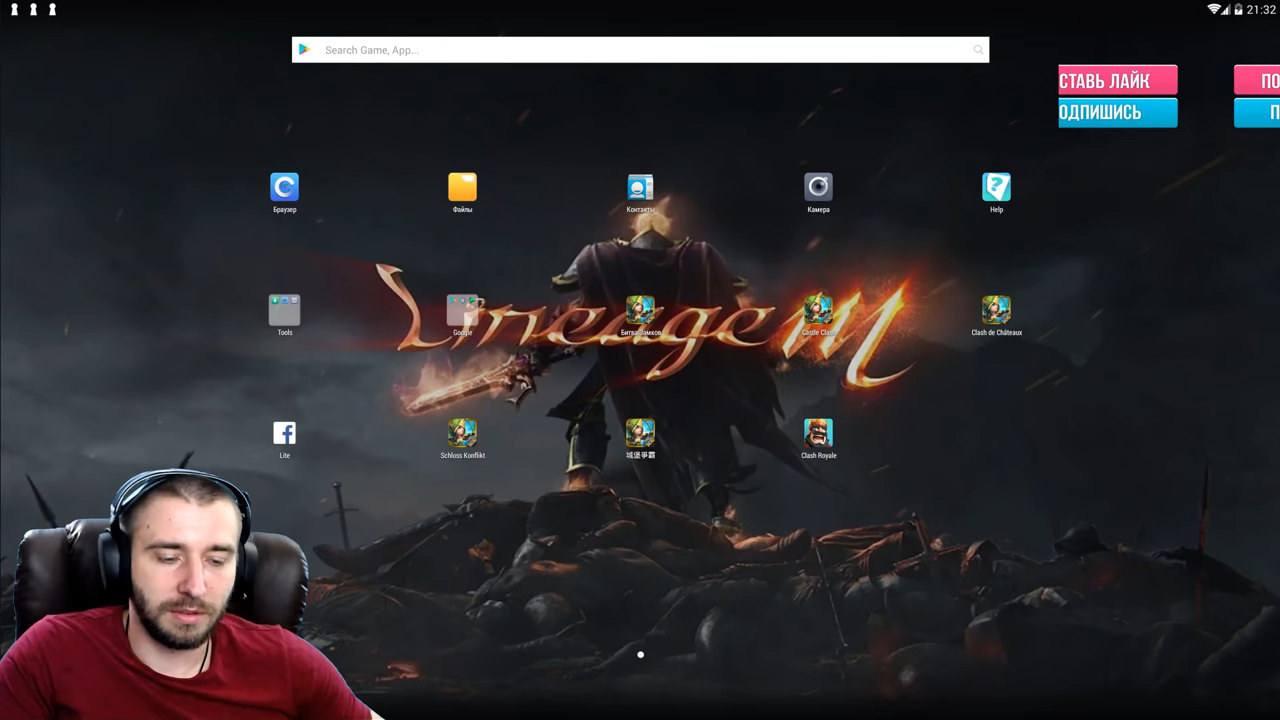 21:32
Search Game, App...
СТАВЬ ЛАЙК
ПО
ОДПИШИСЬ
П
Браузер
Файлы
Контакты
Камера
Help
Lineage M
Tools
Google
Битва Замков
Castle Clash
Clash de Châteaux
Lite
Schloss Konflikt
城堡爭霸
Clash Royale